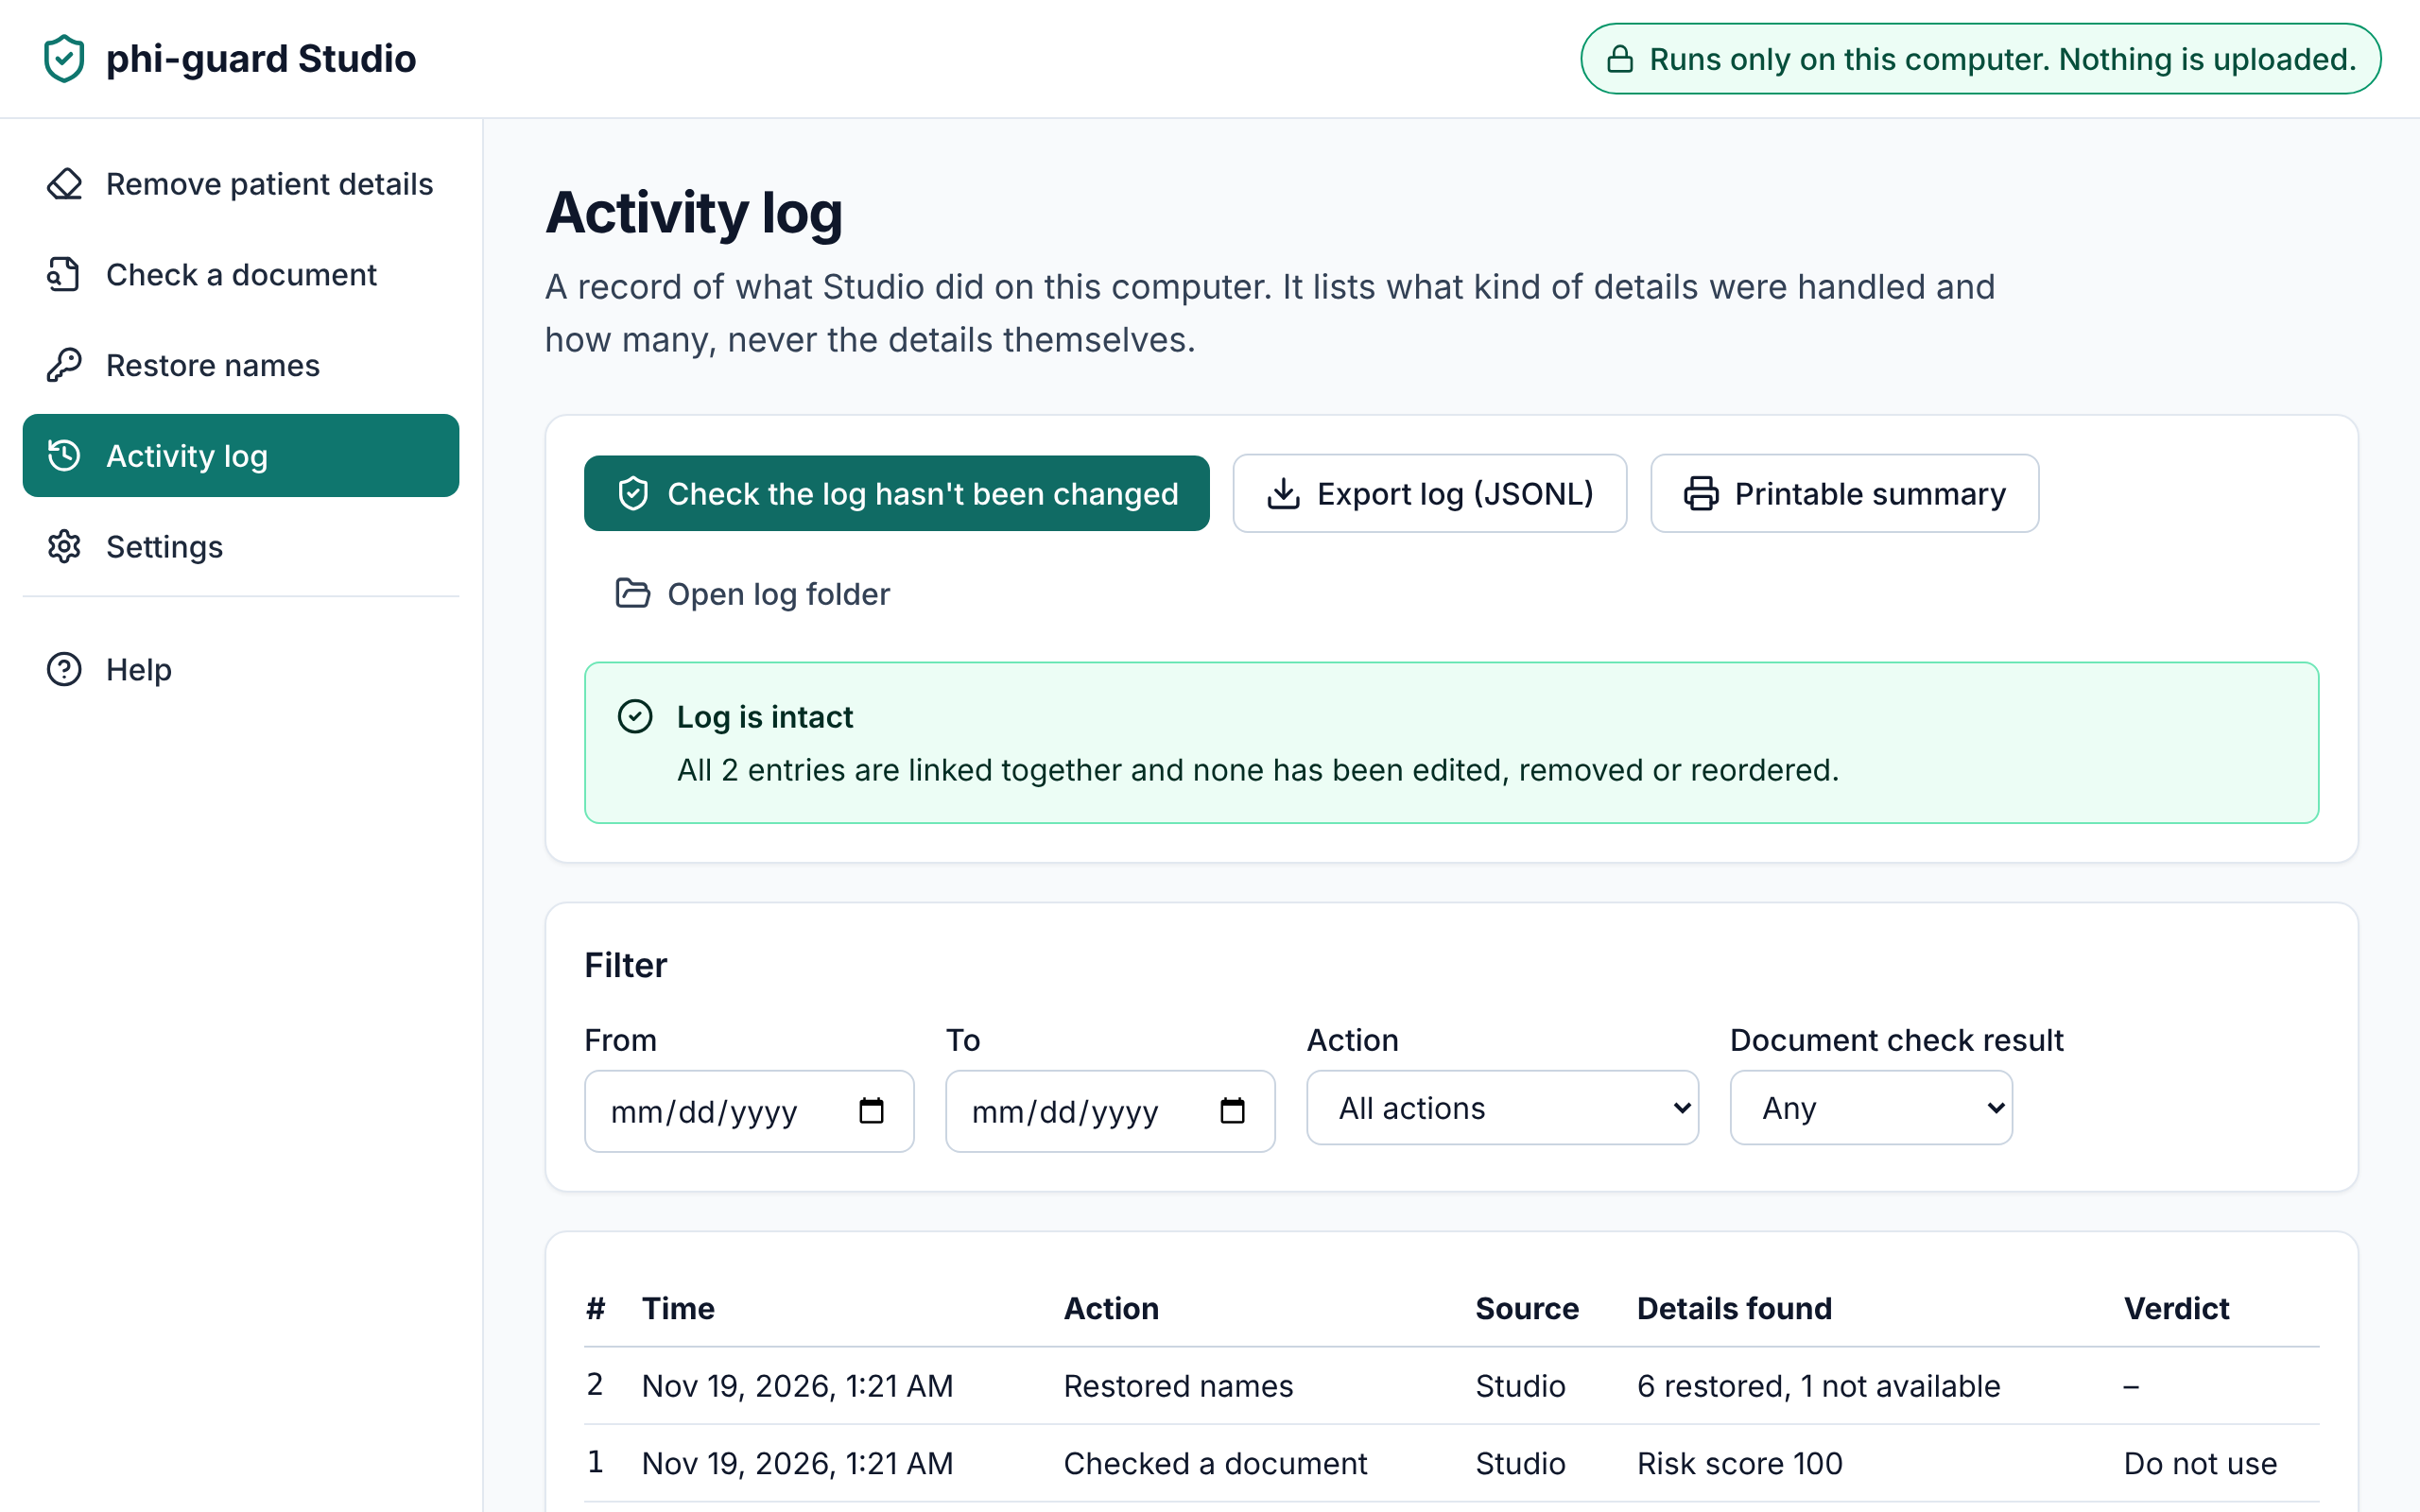 phi-guard Studio
Runs only on this computer. Nothing is uploaded.
Remove patient details
Check a document
Restore names
Activity log
Settings
Help
Activity log
A record of what Studio did on this computer. It lists what kind of details were handled and
how many, never the details themselves.
Check the log hasn't been changed
Export log (JSONL)
Printable summary
Open log folder
Log is intact
All 2 entries are linked together and none has been edited, removed or reordered.
Filter
From To Action Document check result
mm/dd/yyyy mm/dd/yyyy All actions Any
# Time Action Source Details found Verdict
2 Nov 19, 2026, 1:21 AM Restored names Studio 6 restored, 1 not available –
1 Nov 19, 2026, 1:21 AM Checked a document Studio Risk score 100 Do not use